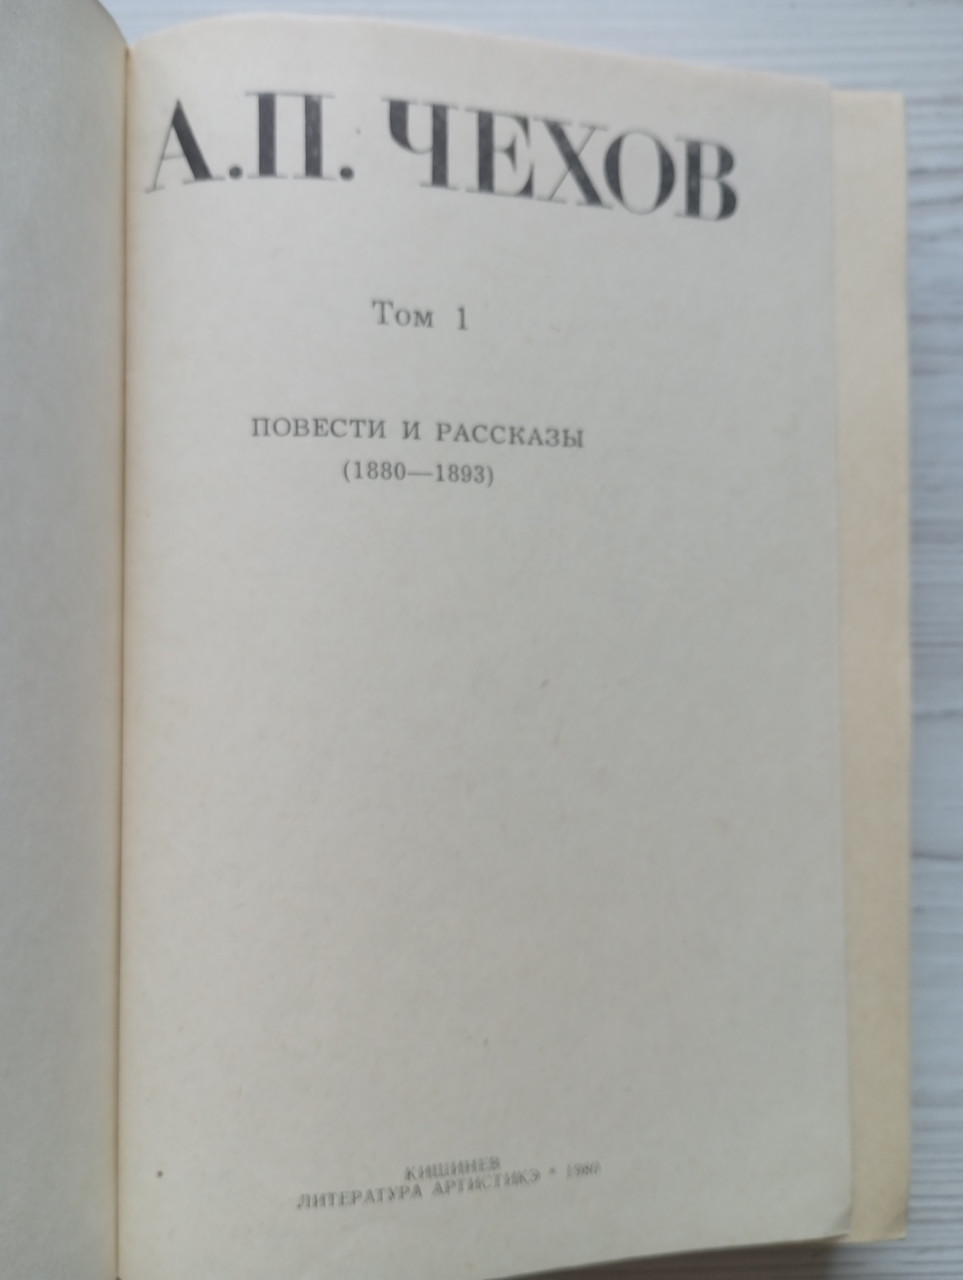 А.П. ЧЕХОВ
Том 1
ПОВЕСТИ И РАССКАЗЫ
(1880—1893)
КИШИНЕВ
ЛИТЕРАТУРА АРТИСТИКЭ *